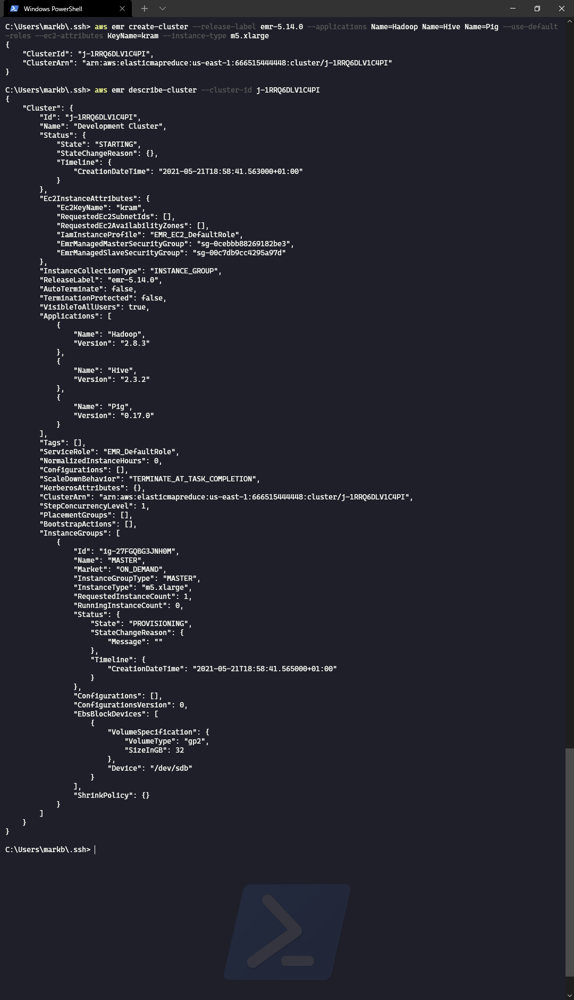 Windows PowerShell
C:\Users\markb\.ssh> aws emr create-cluster --release-label emr-5.14.0 --applications Name=Hadoop Name=Hive Name=Pig --use-default
-roles --ec2-attributes KeyName=kram --instance-type m5.xlarge
{
    "ClusterId": "j-1RRQ6DLV1C4PI",
    "ClusterArn": "arn:aws:elasticmapreduce:us-east-1:666515444448:cluster/j-1RRQ6DLV1C4PI"
}
C:\Users\markb\.ssh> aws emr describe-cluster --cluster-id j-1RRQ6DLV1C4PI
{
    "Cluster": {
        "Id": "j-1RRQ6DLV1C4PI",
        "Name": "Development Cluster",
        "Status": {
            "State": "STARTING",
            "StateChangeReason": {},
            "Timeline": {
                "CreationDateTime": "2021-05-21T18:58:41.563000+01:00"
            }
        },
        "Ec2InstanceAttributes": {
            "Ec2KeyName": "kram",
            "RequestedEc2SubnetIds": [],
            "RequestedEc2AvailabilityZones": [],
            "IamInstanceProfile": "EMR_EC2_DefaultRole",
            "EmrManagedMasterSecurityGroup": "sg-0cebbb88269182be3",
            "EmrManagedSlaveSecurityGroup": "sg-00c7db9cc4295a97d"
        },
        "InstanceCollectionType": "INSTANCE_GROUP",
        "ReleaseLabel": "emr-5.14.0",
        "AutoTerminate": false,
        "TerminationProtected": false,
        "VisibleToAllUsers": true,
        "Applications": [
            {
                "Name": "Hadoop",
                "Version": "2.8.3"
            },
            {
                "Name": "Hive",
                "Version": "2.3.2"
            },
            {
                "Name": "Pig",
                "Version": "0.17.0"
            }
        ],
        "Tags": [],
        "ServiceRole": "EMR_DefaultRole",
        "NormalizedInstanceHours": 0,
        "Configurations": [],
        "ScaleDownBehavior": "TERMINATE_AT_TASK_COMPLETION",
        "KerberosAttributes": {},
        "ClusterArn": "arn:aws:elasticmapreduce:us-east-1:666515444448:cluster/j-1RRQ6DLV1C4PI",
        "StepConcurrencyLevel": 1,
        "PlacementGroups": [],
        "BootstrapActions": [],
        "InstanceGroups": [
            {
                "Id": "ig-27FGQBG3JNH0M",
                "Name": "MASTER",
                "Market": "ON_DEMAND",
                "InstanceGroupType": "MASTER",
                "InstanceType": "m5.xlarge",
                "RequestedInstanceCount": 1,
                "RunningInstanceCount": 0,
                "Status": {
                    "State": "PROVISIONING",
                    "StateChangeReason": {
                        "Message": ""
                    },
                    "Timeline": {
                        "CreationDateTime": "2021-05-21T18:58:41.565000+01:00"
                    }
                },
                "Configurations": [],
                "ConfigurationsVersion": 0,
                "EbsBlockDevices": [
                    {
                        "VolumeSpecification": {
                            "VolumeType": "gp2",
                            "SizeInGB": 32
                        },
                        "Device": "/dev/sdb"
                    }
                ],
                "ShrinkPolicy": {}
            }
        ]
    }
}
C:\Users\markb\.ssh>